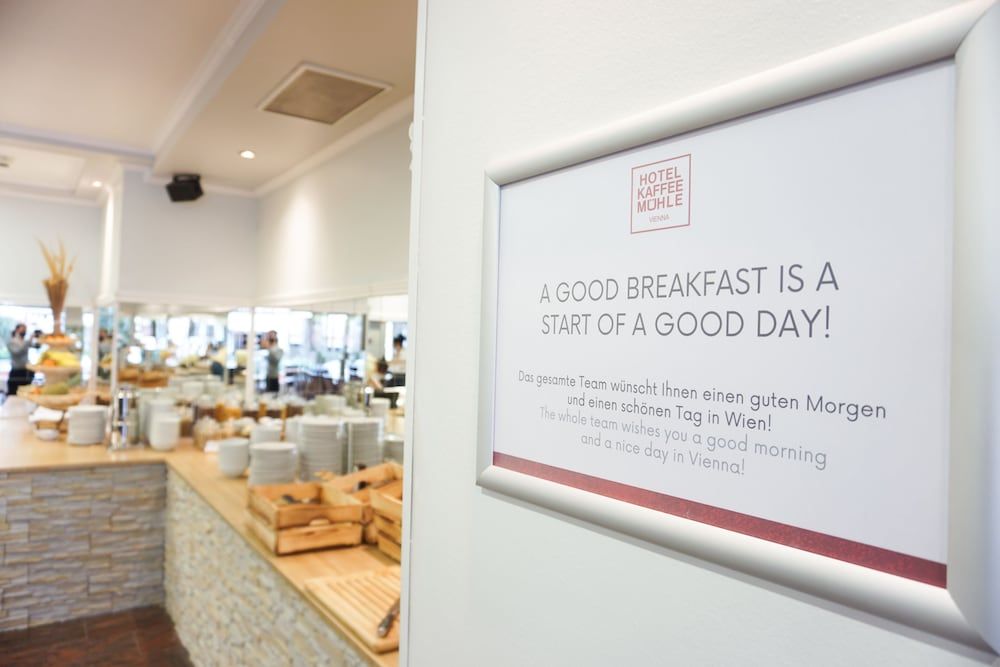 HOTEL
KAFFEE
MÜHLE
VIENNA
A GOOD BREAKFAST IS A
START OF A GOOD DAY!
Das gesamte Team wünscht Ihnen einen guten Morgen
und einen schönen Tag in Wien!
The whole team wishes you a good morning
and a nice day in Vienna!